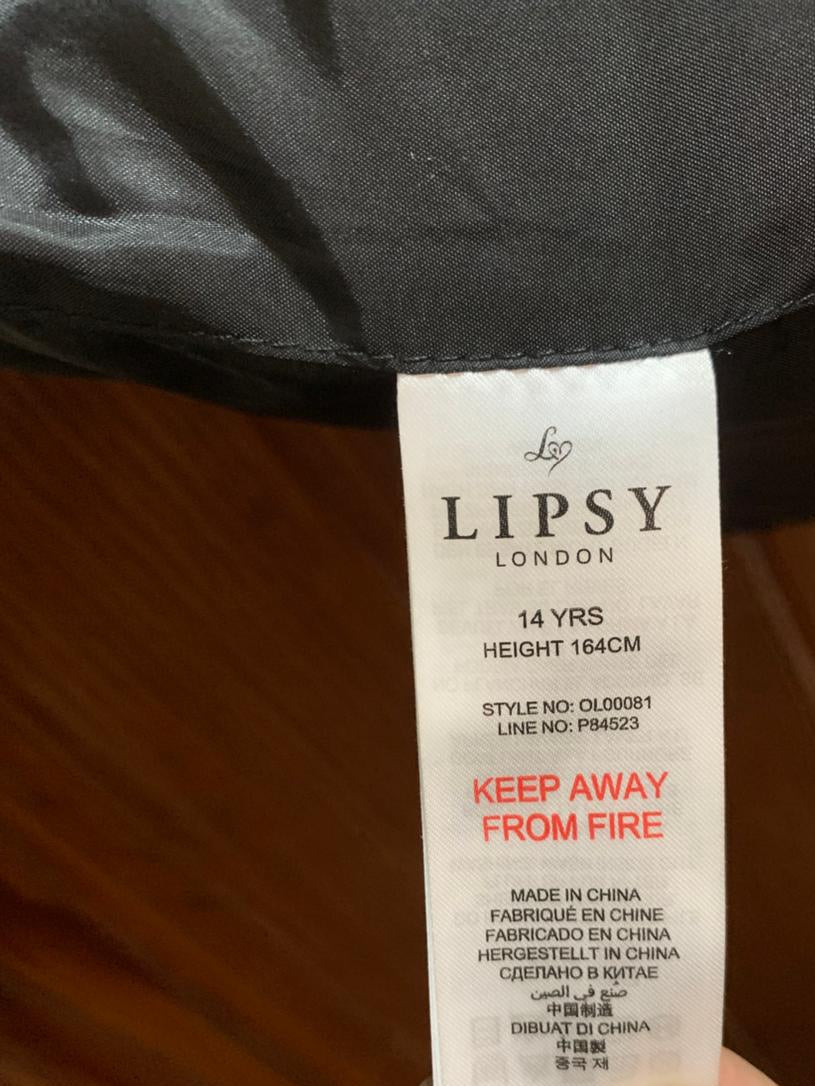 LIPSY
LONDON
14 YRS
HEIGHT 164CM
STYLE NO: OL00081
LINE NO: P84523
KEEP AWAY
FROM FIRE
MADE IN CHINA
FABRIQUÉ EN CHINE
FABRICADO EN CHINA
HERGESTELLT IN CHINA
СДЕЛАНО В КИТАЕ
صُنع في الصين
中国制造
DIBUAT DI CHINA
中国製
중국 제